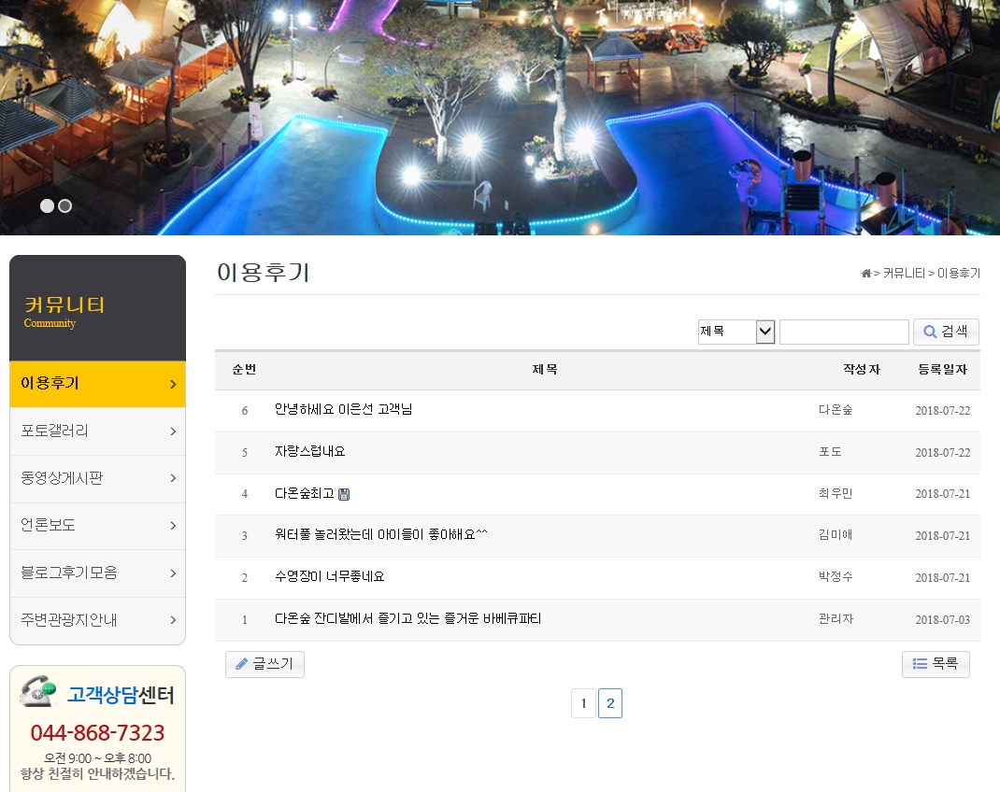 커뮤니티
Community
이용후기
포토갤러리
동영상게시판
언론보도
블로그후기모음
주변관광지안내
고객상담센터
044-868-7323
오전 9:00 ~ 오후 8:00
항상 친절히 안내하겠습니다.
이용후기
> 커뮤니티 > 이용후기
제목 검색
순번 제목 작성자 등록일자
6 안녕하세요 이은선 고객님 다온숲 2018-07-22
5 자랑스럽내요 포도 2018-07-22
4 다온숲최고 최우민 2018-07-21
3 워터풀 놀러왔는데 아이들이 좋아해요^^ 김미애 2018-07-21
2 수영장이 너무좋네요 박정수 2018-07-21
1 다온숲 잔디밭에서 즐기고 있는 즐거운 바베큐파티 관리자 2018-07-03
글쓰기 목록
1 2